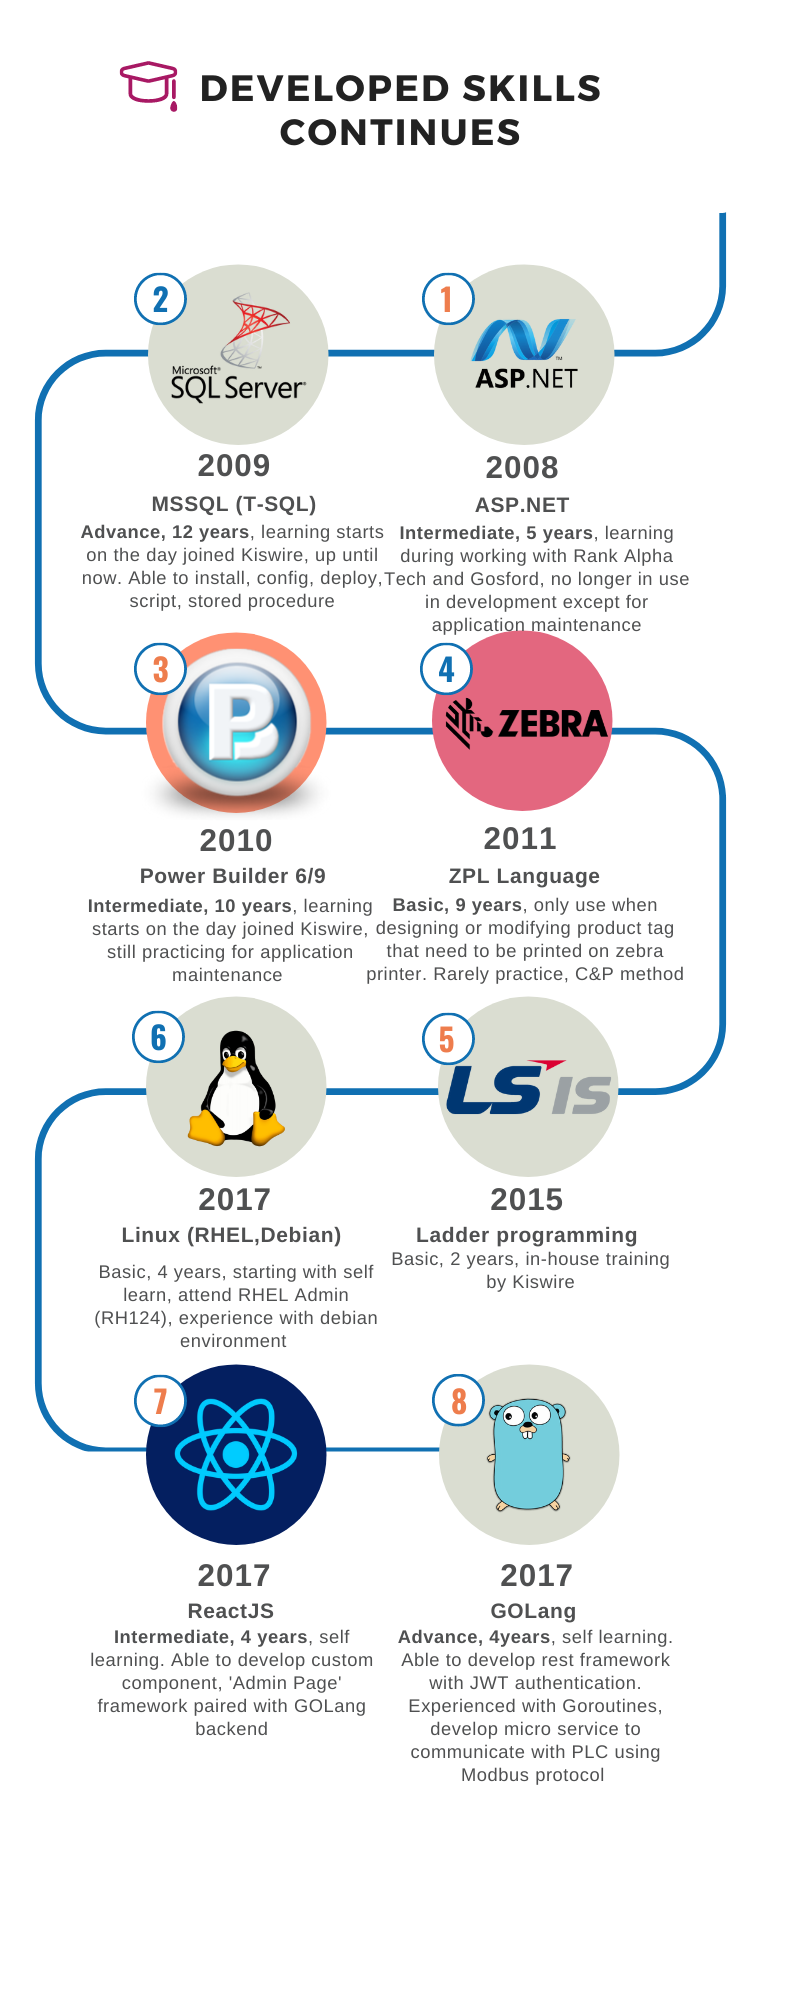 DEVELOPED SKILLS
CONTINUES
1
ASP.NET
TM
2008
ASP.NET
Intermediate, 5 years, learning
during working with Rank Alpha
Tech and Gosford, no longer in use
in development except for
application maintenance
2
Microsoft®
SQL Server®
2009
MSSQL (T-SQL)
Advance, 12 years, learning starts
on the day joined Kiswire, up until
now. Able to install, config, deploy,
script, stored procedure
3
2010
Power Builder 6/9
Intermediate, 10 years, learning
starts on the day joined Kiswire,
still practicing for application
maintenance
4
ZEBRA
2011
ZPL Language
Basic, 9 years, only use when
designing or modifying product tag
that need to be printed on zebra
printer. Rarely practice, C&P method
5
LS IS
2015
Ladder programming
Basic, 2 years, in-house training
by Kiswire
6
2017
Linux (RHEL,Debian)
Basic, 4 years, starting with self
learn, attend RHEL Admin
(RH124), experience with debian
environment
7
2017
ReactJS
Intermediate, 4 years, self
learning. Able to develop custom
component, 'Admin Page'
framework paired with GOLang
backend
8
2017
GOLang
Advance, 4years, self learning.
Able to develop rest framework
with JWT authentication.
Experienced with Goroutines,
develop micro service to
communicate with PLC using
Modbus protocol